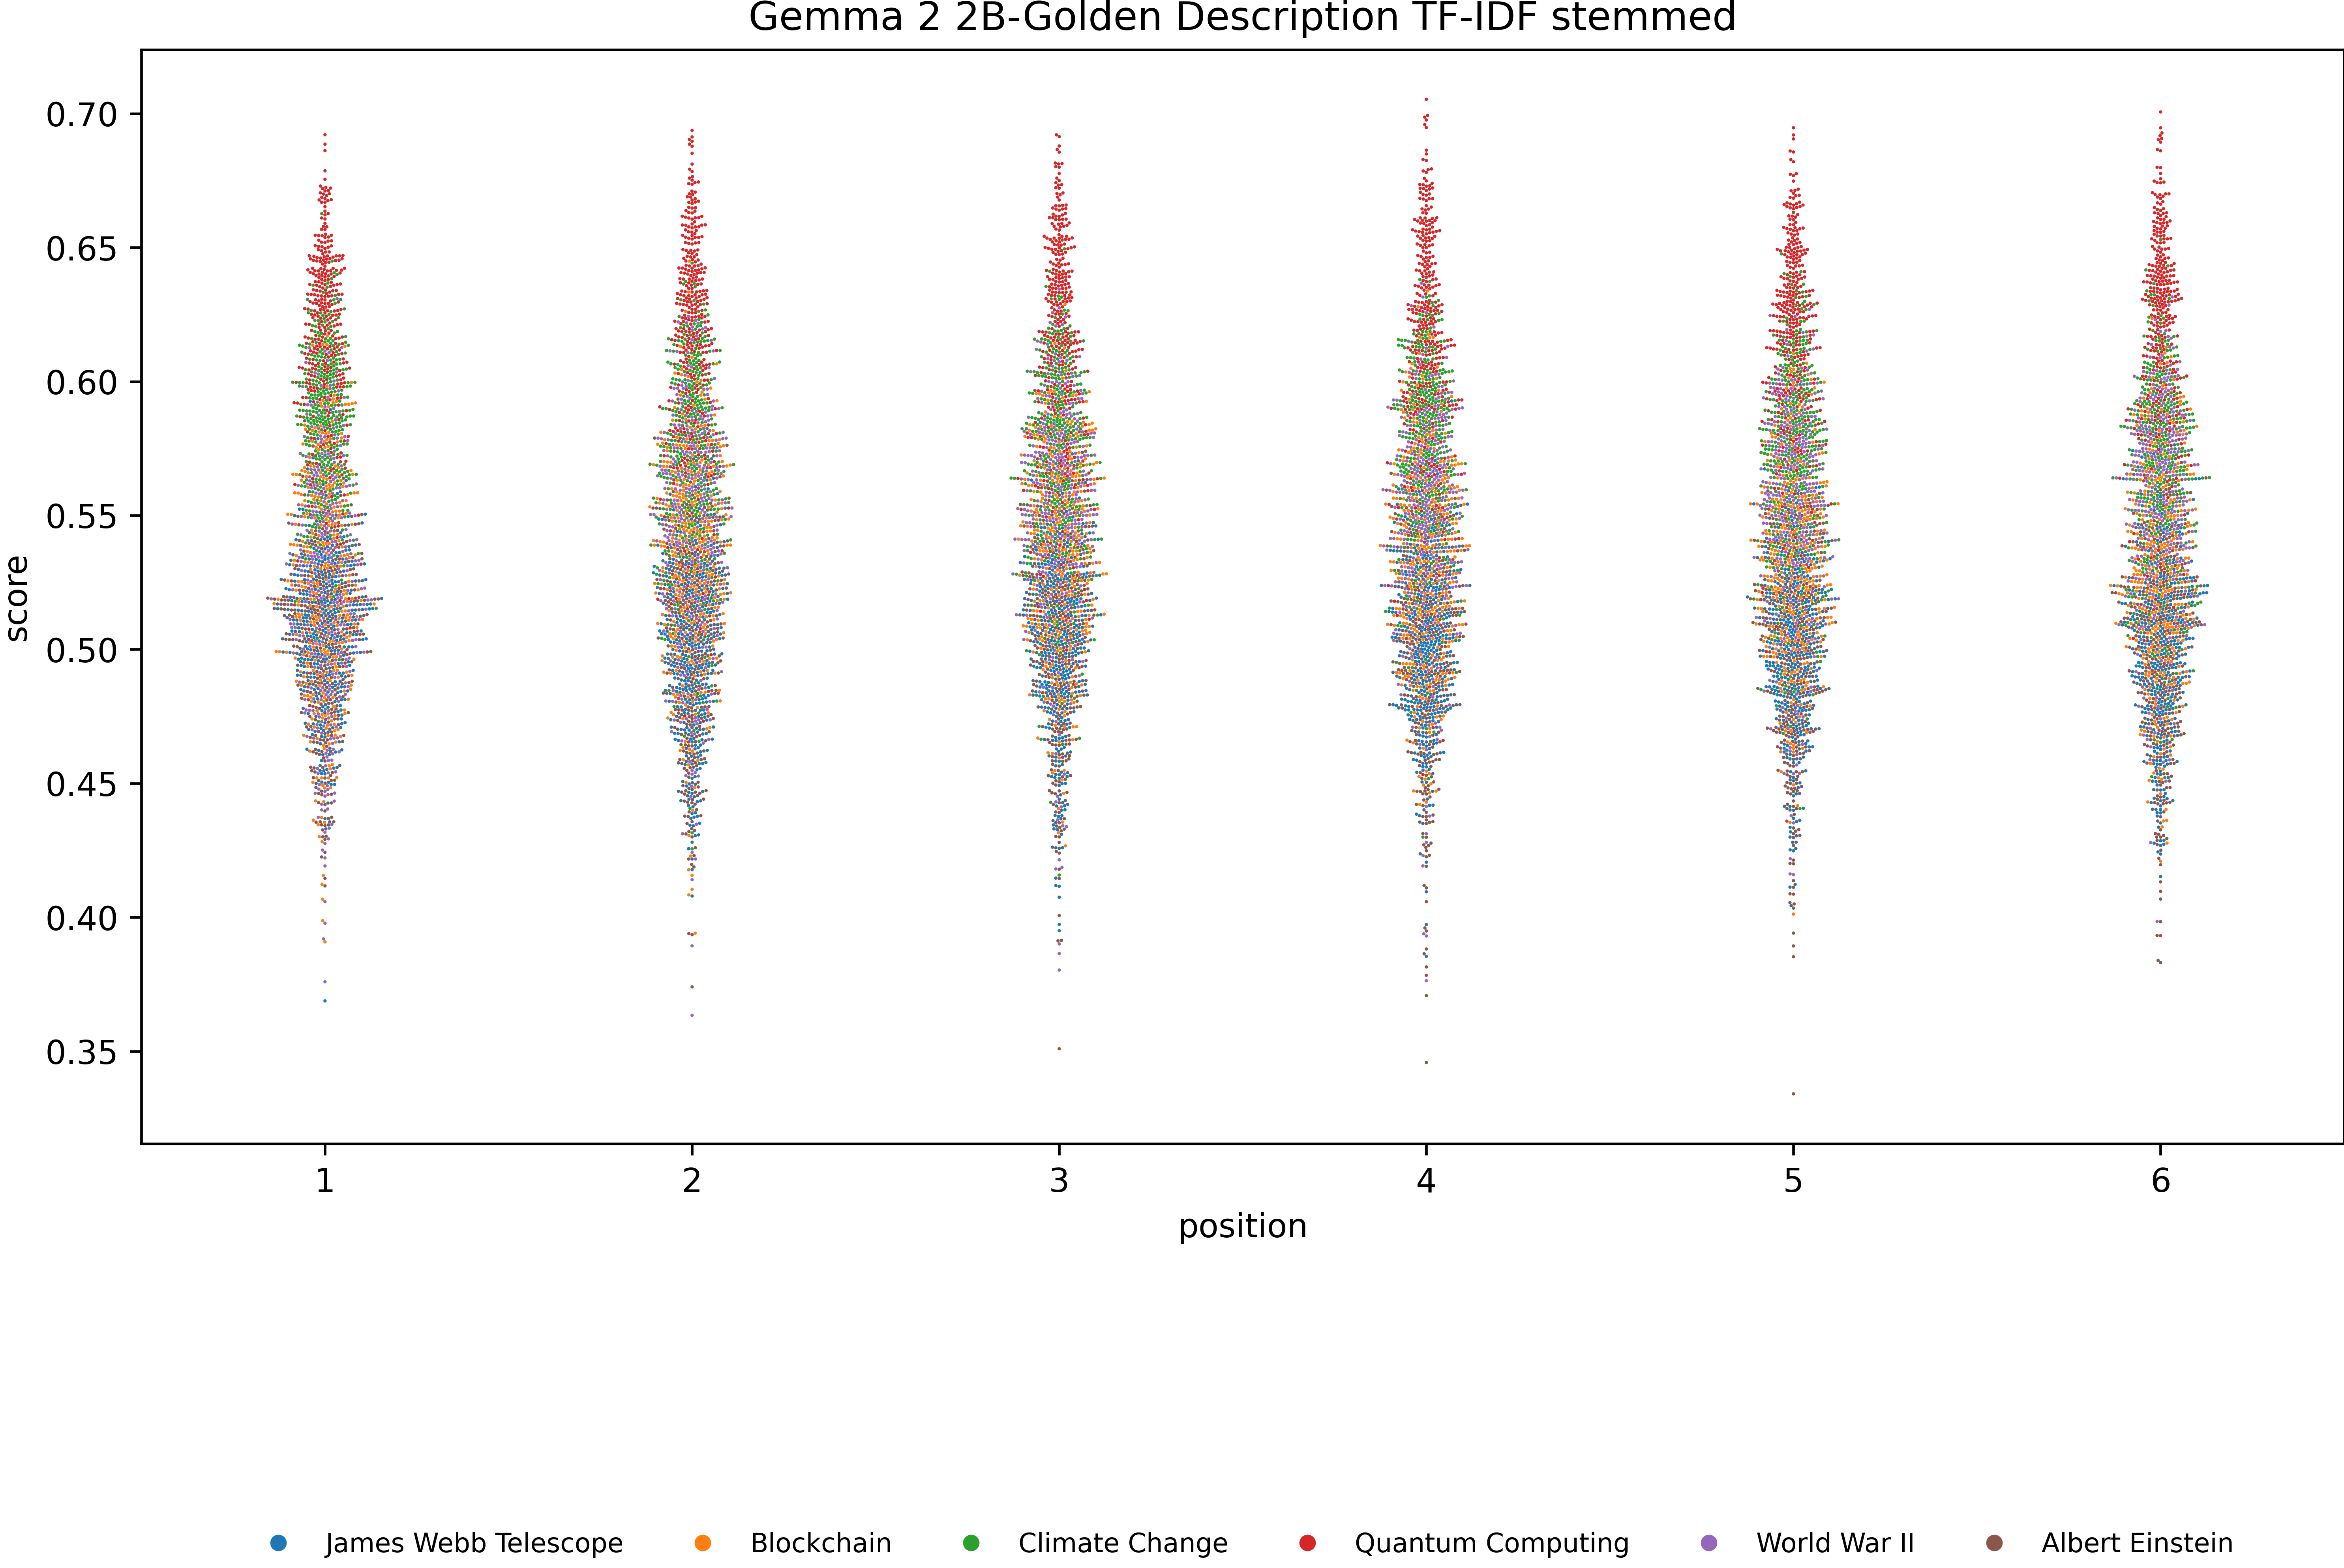 Gemma 2 2B-Golden Description TF-IDF stemmed
0.70
0.65
0.60
0.55
0.50
0.45
0.40
0.35
score
1 2 3 4 5 6
position
James Webb Telescope Blockchain Climate Change Quantum Computing World War II Albert Einstein